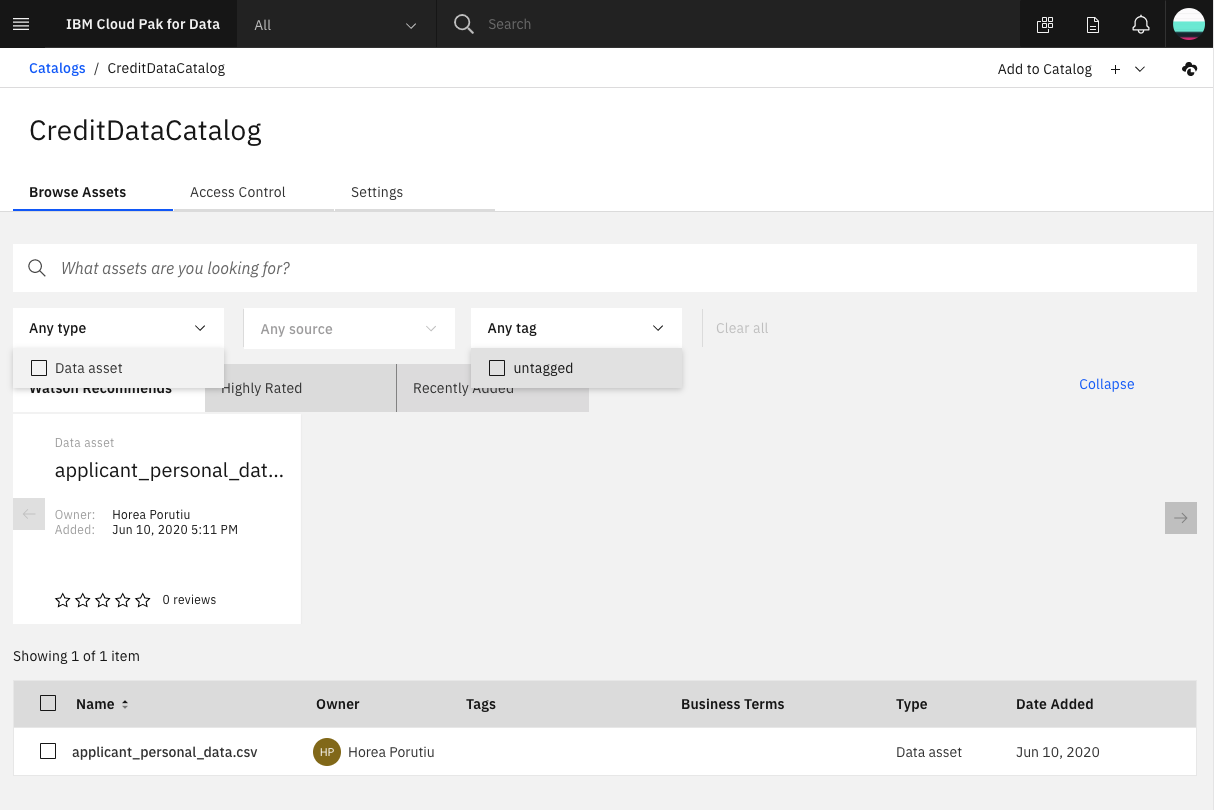 IBM Cloud Pak for Data All Search
Catalogs / CreditDataCatalog Add to Catalog +
CreditDataCatalog
Browse Assets Access Control Settings
What assets are you looking for?
Any type Any source Any tag Clear all
Data asset untagged
Watson Recommends Highly Rated Recently Added Collapse
Data asset
applicant_personal_dat...
Owner: Horea Porutiu
Added: Jun 10, 2020 5:11 PM
0 reviews
Showing 1 of 1 item
Name Owner Tags Business Terms Type Date Added
applicant_personal_data.csv HP Horea Porutiu Data asset Jun 10, 2020